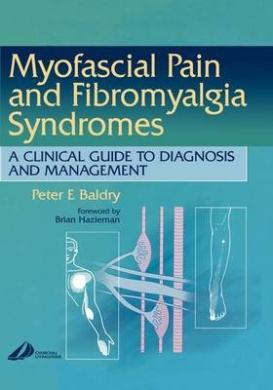 Myofascial Pain
and Fibromyalgia
Syndromes
A CLINICAL GUIDE TO DIAGNOSIS
AND MANAGEMENT
Peter E Baldry
foreword by
Brian Hazleman
CHURCHILL
LIVINGSTONE